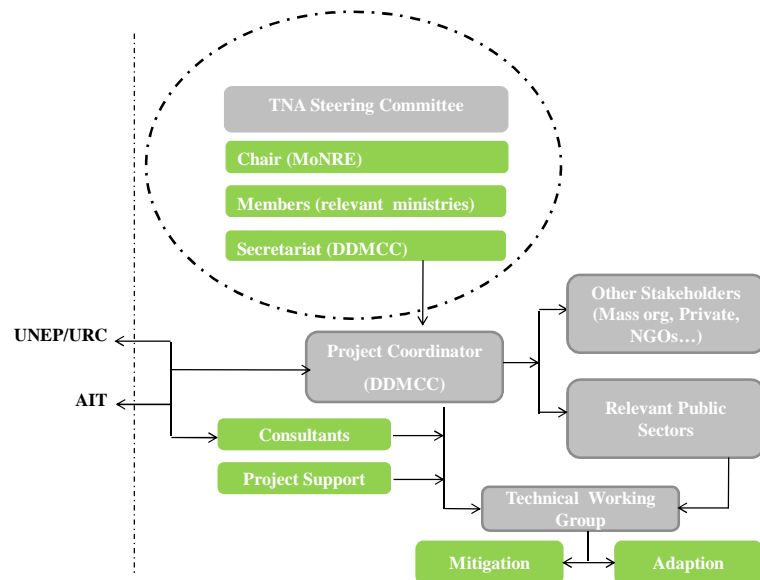 TNA Steering Committee
Chair (MoNRE)
Members (relevant ministries)
Secretariat (DDMCC)
Other Stakeholders
(Mass org, Private,
NGOs…)
UNEP/URC
Project Coordinator
(DDMCC)
AIT
Relevant Public
Sectors
Consultants
Project Support
Technical Working
Group
Mitigation
Adaption